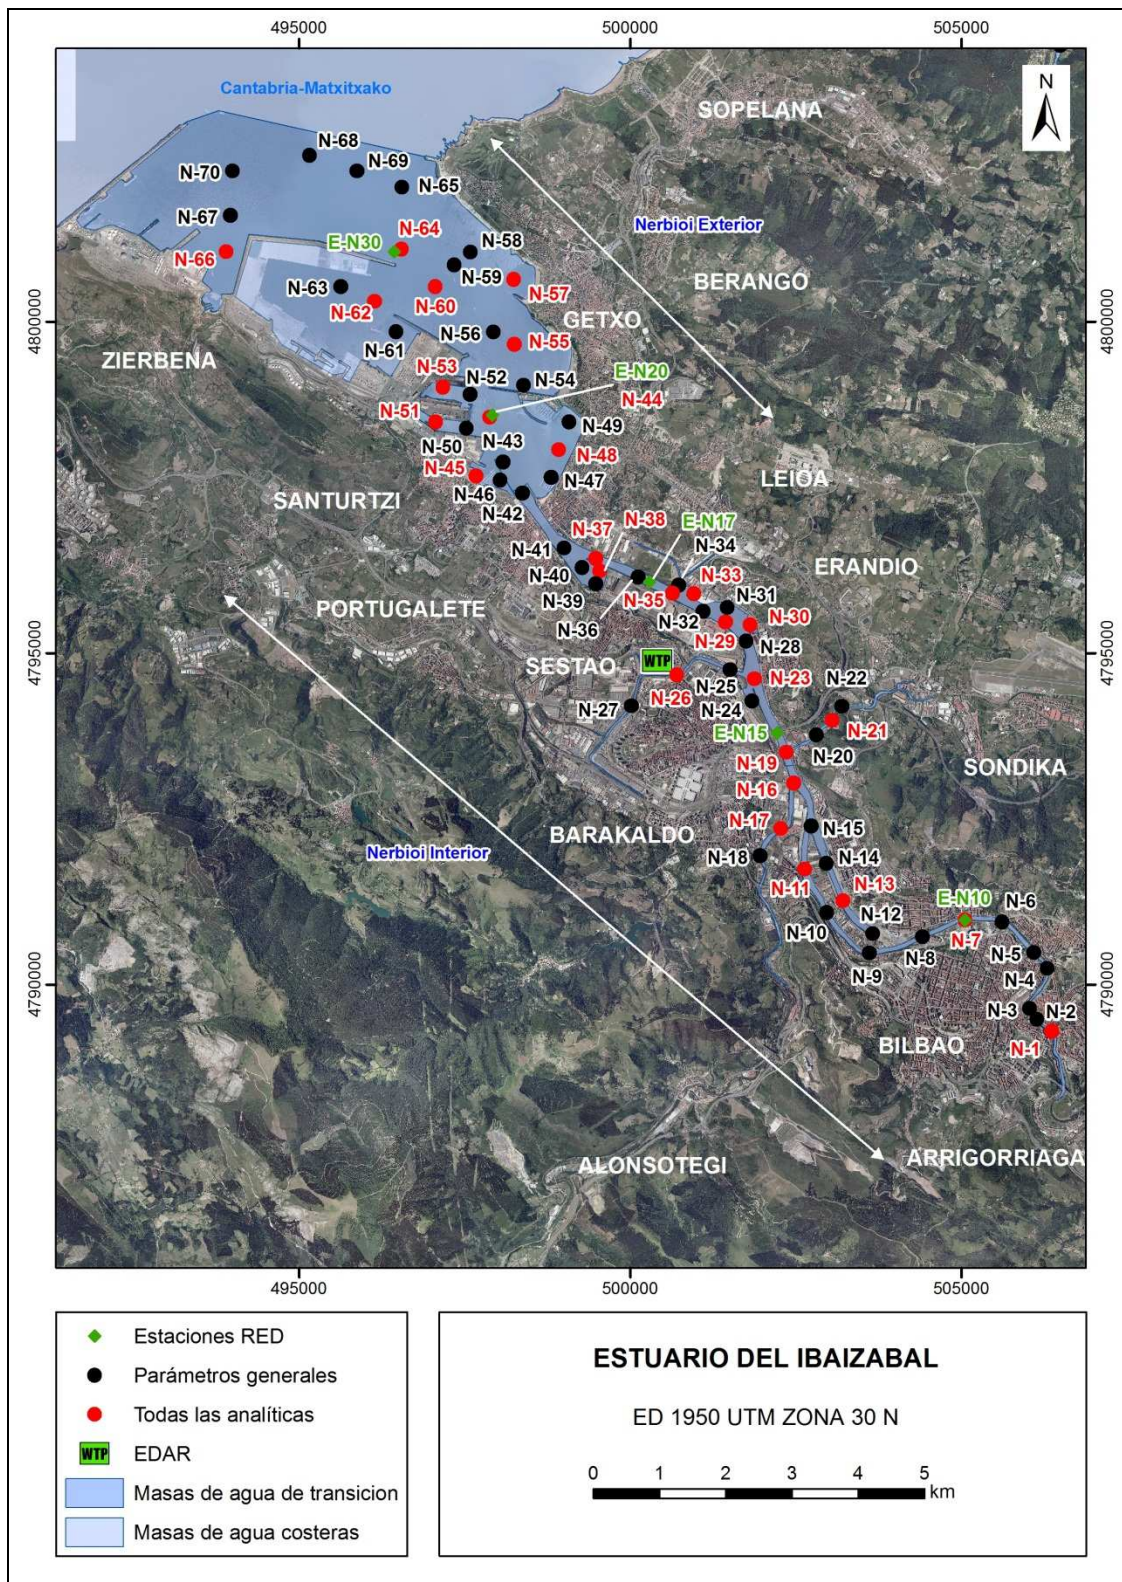 495000
500000
505000
Cantabria-Matxitxako
N
SOPELANA
N-68
N-69
N-70
N-65
N-67
Nerbioi Exterior
E-N30
N-64
N-58
N-66
N-59
BERANGO
N-63
N-62
N-60
N-57
GETXO
4800000
4800000
N-61
N-56
N-55
ZIERBENA
N-53
N-52
N-54
E-N20
N-44
N-51
N-49
N-50
N-43
N-48
N-45
LEIOA
N-46
N-47
SANTURTZI
N-42
N-38
E-N17
N-37
N-34
N-41
ERANDIO
N-40
N-33
N-39
N-35
N-31
PORTUGALETE
N-32
N-30
N-36
N-29
N-28
4795000
4795000
SESTAO
WTP
N-25
N-23
N-22
N-26
N-27
N-24
N-21
E-N15
N-20
N-19
SONDIKA
N-16
N-17
BARAKALDO
N-15
Nerbioi Interior
N-18
N-14
N-11
N-13
E-N10
N-6
N-10
N-12
N-7
N-8
N-5
N-9
N-4
4790000
4790000
N-3
N-2
BILBAO
N-1
ALONSOTEGI
ARRIGORRIAGA
495000
500000
505000
Estaciones RED
Parámetros generales
Todas las analíticas
WTP
EDAR
Masas de agua de transicion
Masas de agua costeras
ESTUARIO DEL IBAIZABAL
ED 1950 UTM ZONA 30 N
0 1 2 3 4 5
km